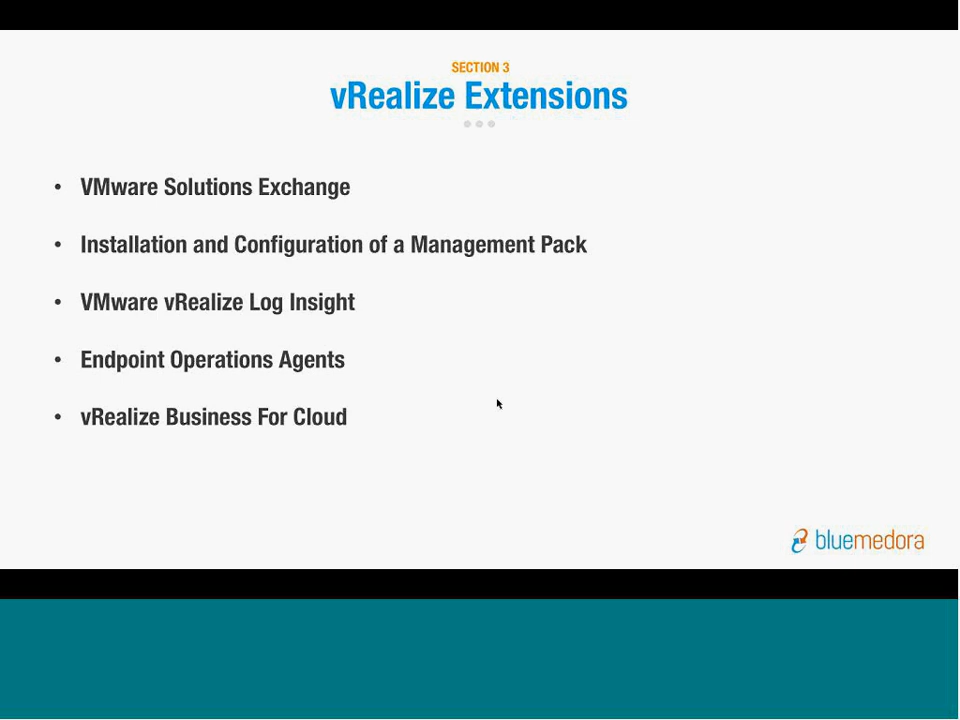 SECTION 3
vRealize Extensions
• VMware Solutions Exchange
• Installation and Configuration of a Management Pack
• VMware vRealize Log Insight
• Endpoint Operations Agents
• vRealize Business For Cloud
bluemedora